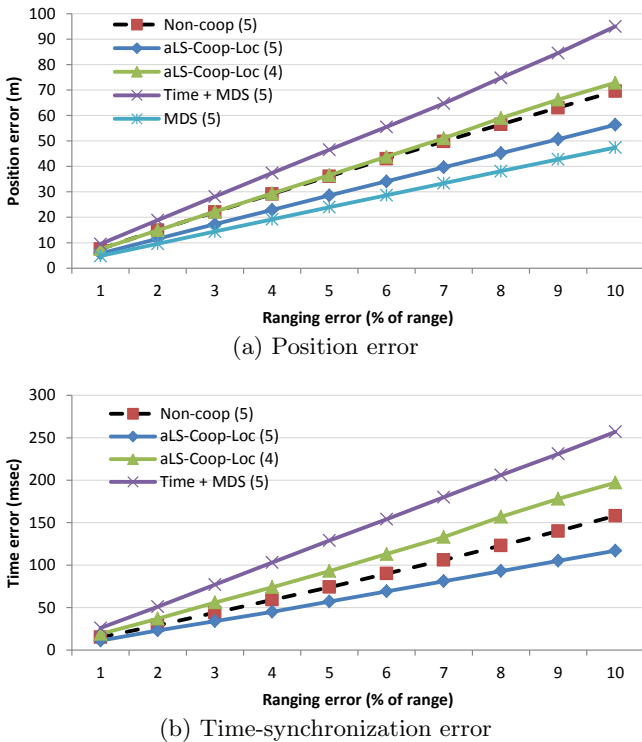 100
90
80
70
60
50
40
30
20
10
0
Position error (m)
Non-coop (5)
aLS-Coop-Loc (5)
aLS-Coop-Loc (4)
Time + MDS (5)
MDS (5)
1 2 3 4 5 6 7 8 9 10
Ranging error (% of range)
(a) Position error
300
250
200
150
100
50
0
Time error (msec)
Non-coop (5)
aLS-Coop-Loc (5)
aLS-Coop-Loc (4)
Time + MDS (5)
1 2 3 4 5 6 7 8 9 10
Ranging error (% of range)
(b) Time-synchronization error